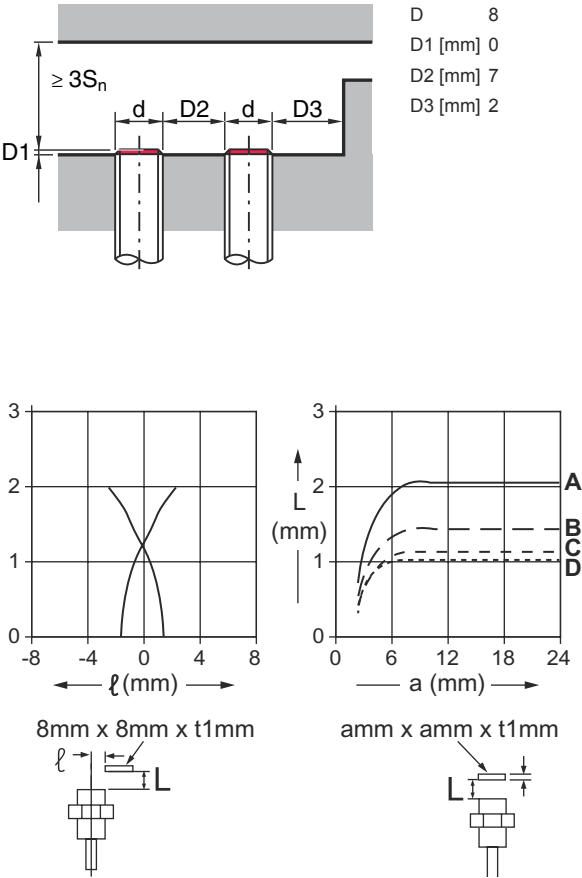 D 8
D1 [mm] 0
D2 [mm] 7
D3 [mm] 2
≥ 3Sn
d D2 d D3
D1
3
2
1
0
-8 -4 0 4 8
ℓ (mm)
8mm x 8mm x t1mm
ℓ
L
3
2
1
0
L
(mm)
A
B
C
D
0 6 12 18 24
a (mm)
amm x amm x t1mm
L